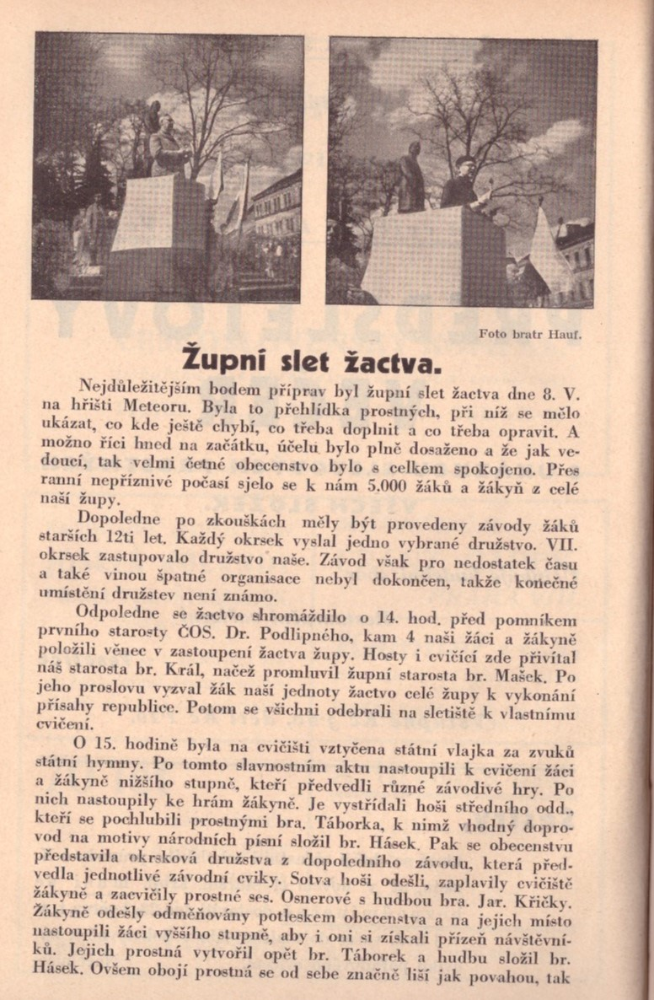 Foto bratr Hauf.
Župní slet žactva.
Nejdůležitějším bodem příprav byl župní slet žactva dne 8. V.
na hřišti Meteoru. Byla to přehlídka prostných, při níž se mělo
ukázat, co kde ještě chybí, co třeba doplnit a co třeba opravit. A
možno říci hned na začátku, účelu bylo plně dosaženo a že jak ve-
doucí, tak velmi četné obecenstvo bylo s celkem spokojeno. Přes
ranní nepříznivé počasí sjelo se k nám 5.000 žáků a žákyň z celé
naší župy.
Dopoledne po zkouškách měly být provedeny závody žáků
starších 12ti let. Každý okrsek vyslal jedno vybrané družstvo. VII.
okrsek zastupovalo družstvo naše. Závod však pro nedostatek času
a také vinou špatné organisace nebyl dokončen, takže konečné
umístění družstev není známo.
Odpoledne se žactvo shromáždilo o 14. hod. před pomníkem
prvního starosty ČOS. Dr. Podlipného, kam 4 naši žáci a žákyně
položili věnec v zastoupení žactva župy. Hosty i cvičící zde přivítal
náš starosta br. Král, načež promluvil župní starosta br. Mašek. Po
jeho proslovu vyzval žák naší jednoty žactvo celé župy k vykonání
přísahy republice. Potom se všichni odebrali na sletiště k vlastnímu
cvičení.
O 15. hodině byla na cvičišti vztyčena státní vlajka za zvuků
státní hymny. Po tomto slavnostním aktu nastoupili k cvičení žáci
a žákyně nižšího stupně, kteří předvedli různé závodivé hry. Po
nich nastoupily ke hrám žákyně. Je vystřídali hoši středního odd.,
kteří se pochlubili prostnými bra. Táborka, k nimž vhodný dopro-
vod na motivy národních písní složil br. Hásek. Pak se obecenstvu
představila okrsková družstva z dopoledního závodu, která před-
vedla jednotlivé závodní cviky. Sotva hoši odešli, zaplavily cvičiště
žákyně a zacvičily prostné ses. Osnerové s hudbou bra. Jar. Křičky.
Žákyně odešly odměňovány potleskem obecenstva a na jejich místo
nastoupili žáci vyššího stupně, aby i oni si získali přízeň návštěvní-
ků. Jejich prostná vytvořil opět br. Táborek a hudbu složil br.
Hásek. Ovšem obojí prostná se od sebe značně liší jak povahou, tak